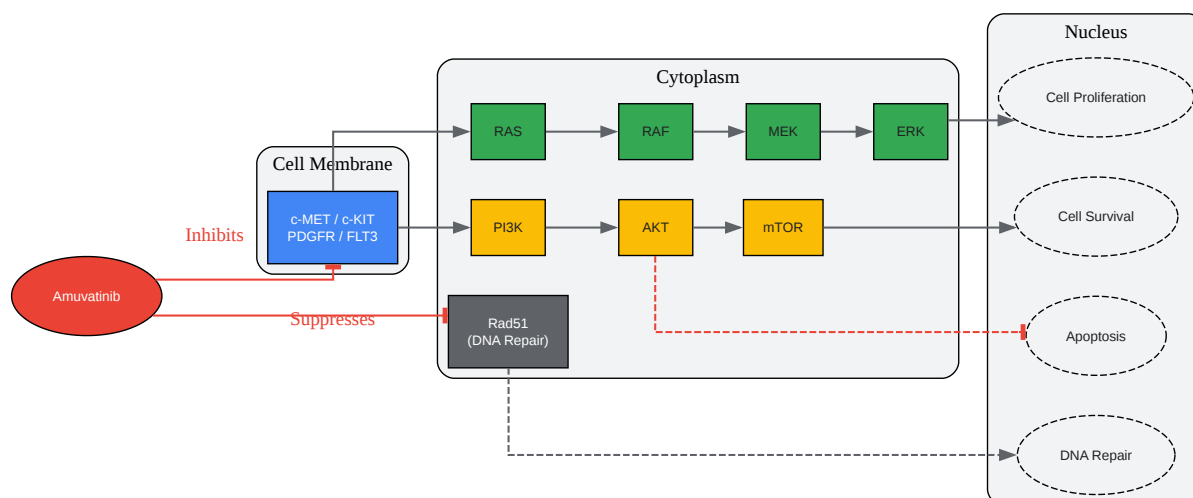 Nucleus
Cytoplasm
Cell Proliferation
RAS
RAF
MEK
ERK
Cell Membrane
c-MET / c-KIT
PDGFR / FLT3
PI3K
AKT
mTOR
Cell Survival
Inhibits
Amuvatinib
Suppresses
Rad51
(DNA Repair)
Apoptosis
DNA Repair